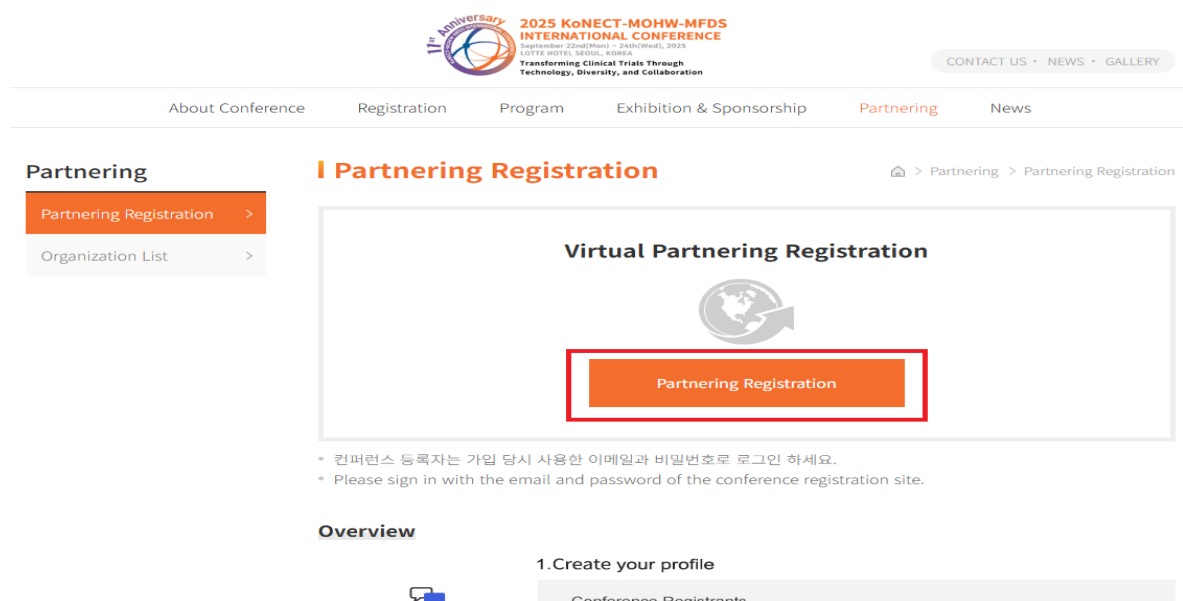 17th Anniversary
2025 KoNECT-MOHW-MFDS
INTERNATIONAL CONFERENCE
September 22nd(Mon) – 24th(Wed), 2025
LOTTE HOTEL SEOUL, KOREA
Transforming Clinical Trials Through
Technology, Diversity, and Collaboration
CONTACT US • NEWS • GALLERY
About Conference Registration Program Exhibition & Sponsorship Partnering News
Partnering
Partnering Registration >
Organization List >
Partnering Registration
> Partnering > Partnering Registration
Virtual Partnering Registration
Partnering Registration
컨퍼런스 등록자는 가입 당시 사용한 이메일과 비밀번호로 로그인 하세요.
Please sign in with the email and password of the conference registration site.
Overview
1.Create your profile
Conference Registrants